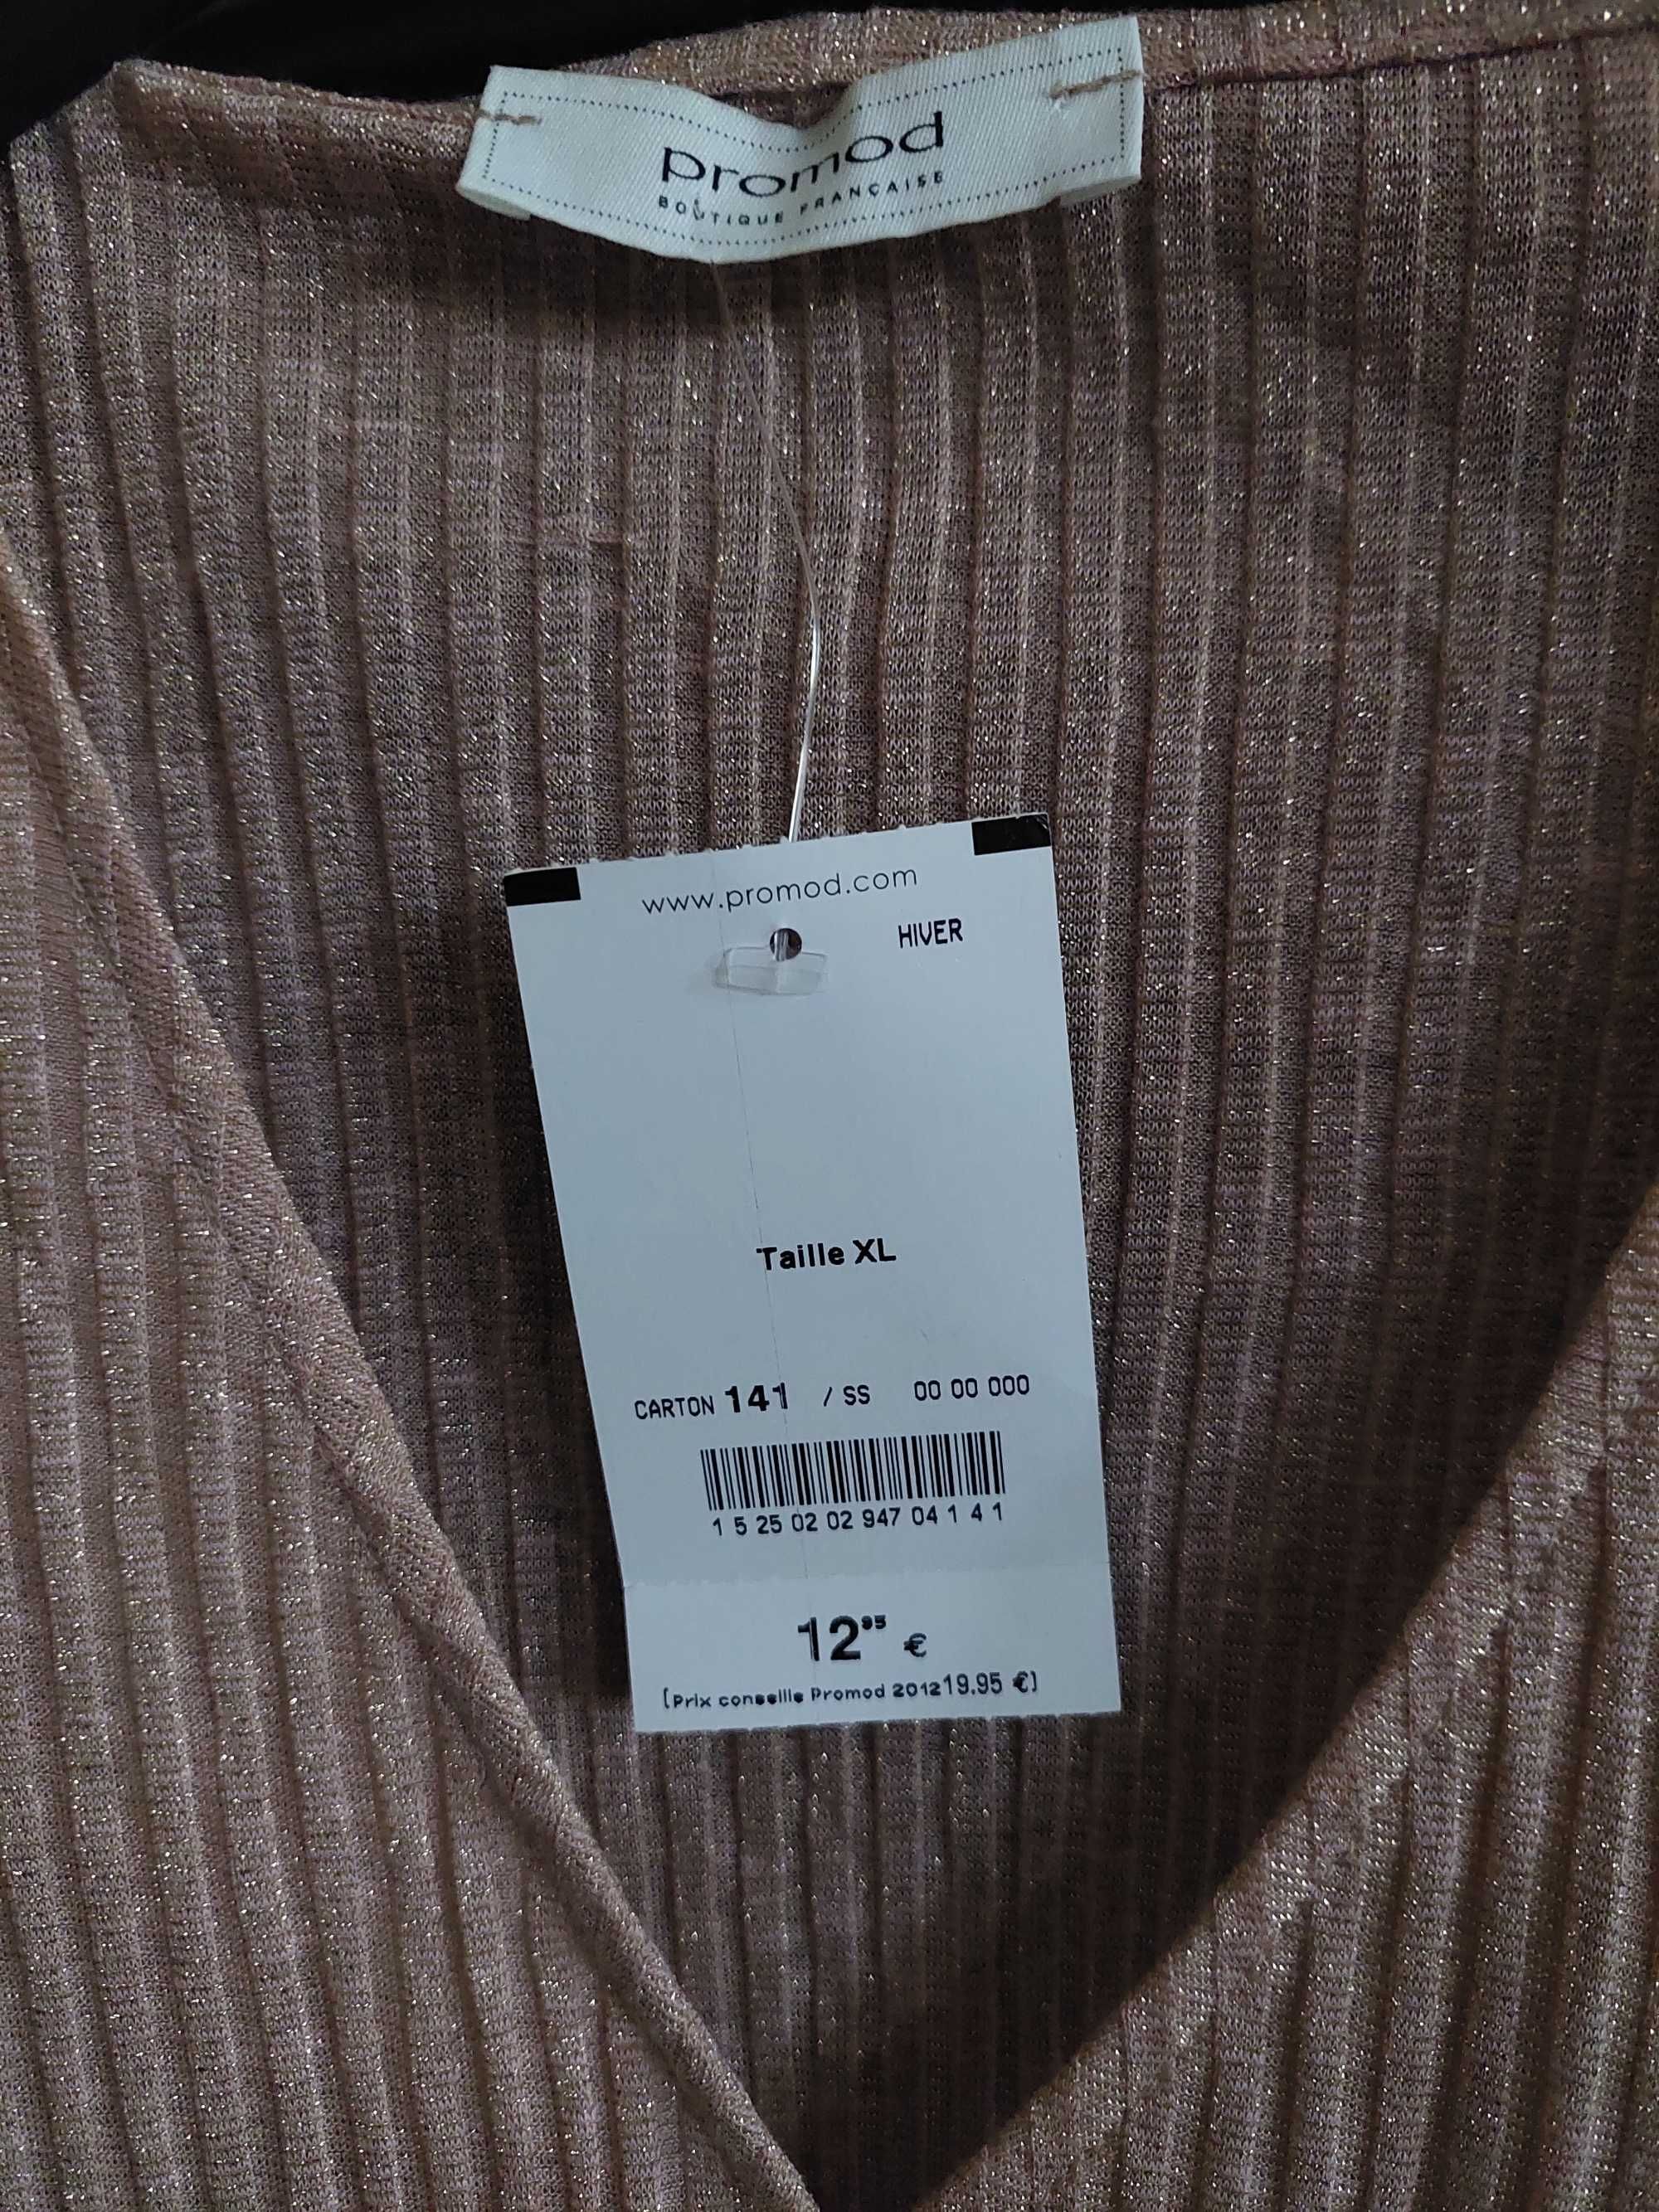 promod
BOUTIQUE FRANÇAISE
www.promod.com
HIVER
Taille XL
CARTON 141 / SS 00 00 000
1 5 25 02 02 947 04 1 4 1
12⁹⁵ €
(Prix conseille Promod 2012 19.95 €)